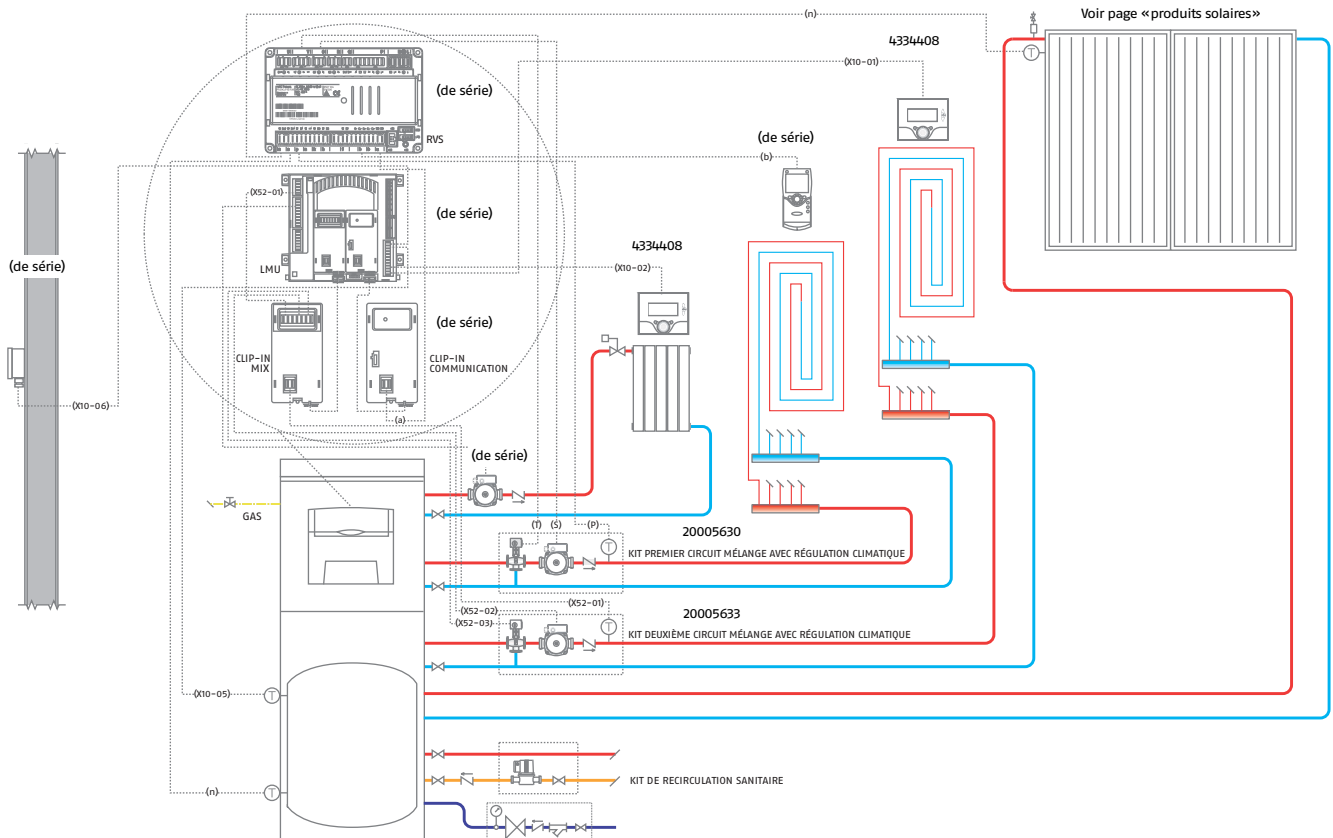 (n)
Voir page «produits solaires»
4334408
(X10-01)
(de série)
RVS
(de série)
(b)
(X52-01)
(de série)
LMU
4334408
(X10-02)
(de série)
(de série)
CLIP-IN
MIX
CLIP-IN
COMMUNICATION
(X10-06)
(a)
(de série)
GAS
(T)
(S)
(P)
20005630
KIT PREMIER CIRCUIT MÉLANGE AVEC RÉGULATION CLIMATIQUE
(X52-01)
(X52-02)
(X52-03)
20005633
KIT DEUXIÈME CIRCUIT MÉLANGE AVEC RÉGULATION CLIMATIQUE
T
T
T
(X10-05)
T
KIT DE RECIRCULATION SANITAIRE
(n)
T